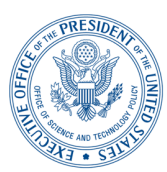 EXECUTIVE OFFICE OF THE PRESIDENT OF THE UNITED STATES
OFFICE OF SCIENCE AND TECHNOLOGY POLICY